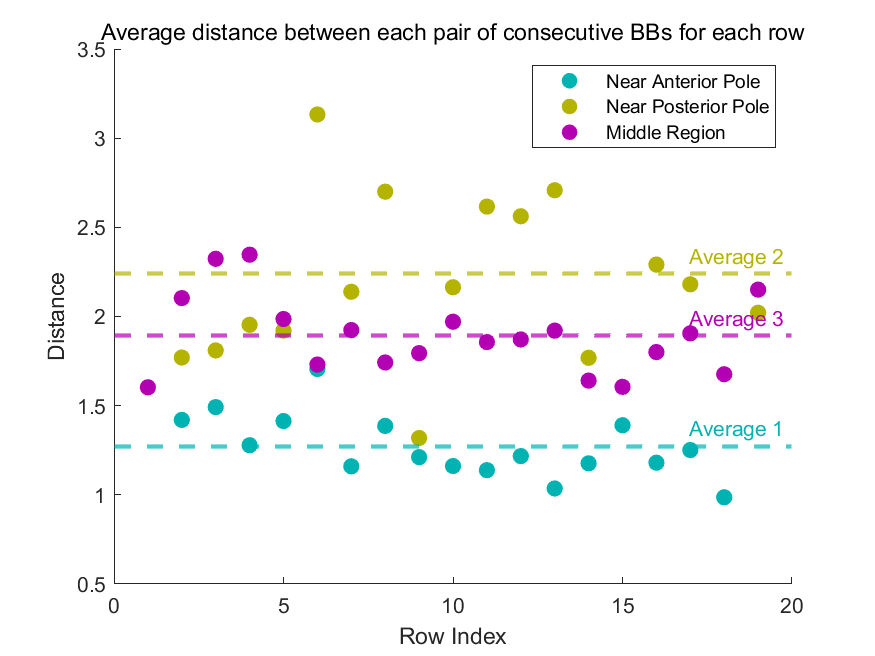 Average distance between each pair of consecutive BBs for each row
3.5
3
2.5
2
1.5
1
0.5
Distance
Near Anterior Pole
Near Posterior Pole
Middle Region
Average 2
Average 3
Average 1
0
5
10
15
20
Row Index